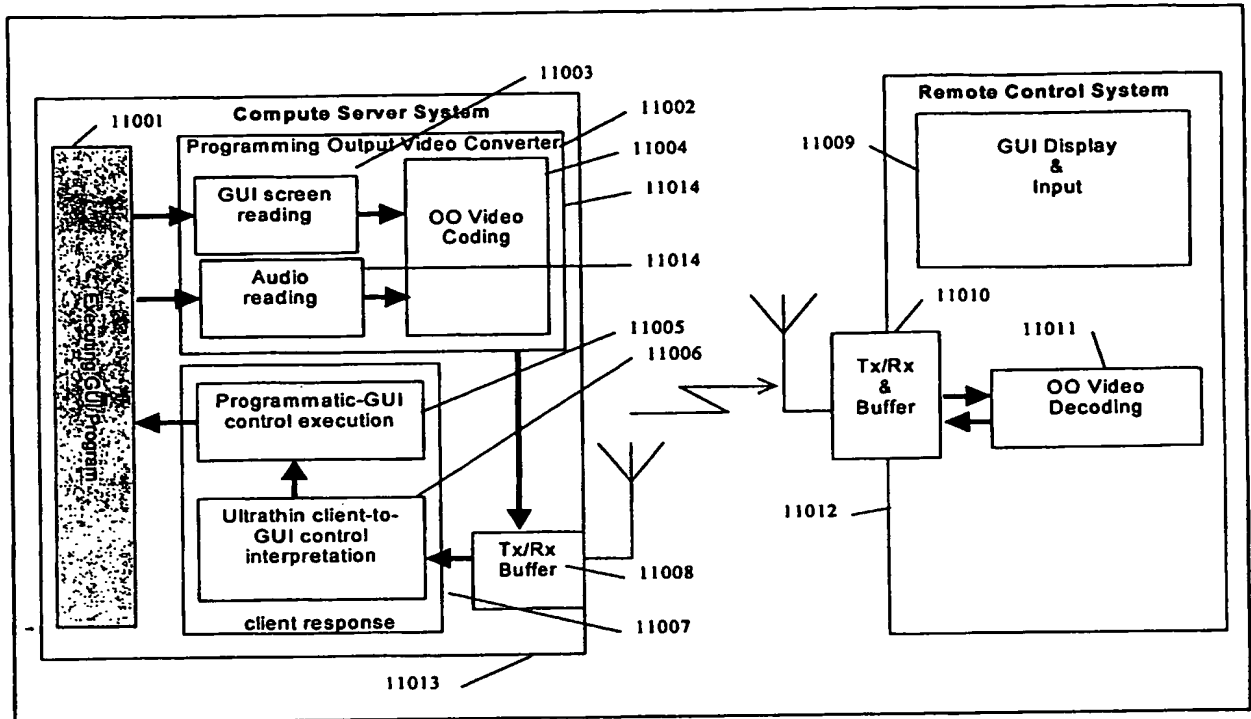 11003
Compute Server System
11001
11002
Programming Output Video Converter
11004
GUI screen
reading
OO Video
Coding
11014
Audio
reading
11014
Executing GUI Program
11005
11006
Programmatic-GUI
control execution
Ultrathin client-to-
GUI control
interpretation
Tx/Rx
Buffer
11008
client response
11007
11013
Remote Control System
11009
GUI Display
&
Input
11010
11011
Tx/Rx
&
Buffer
OO Video
Decoding
11012